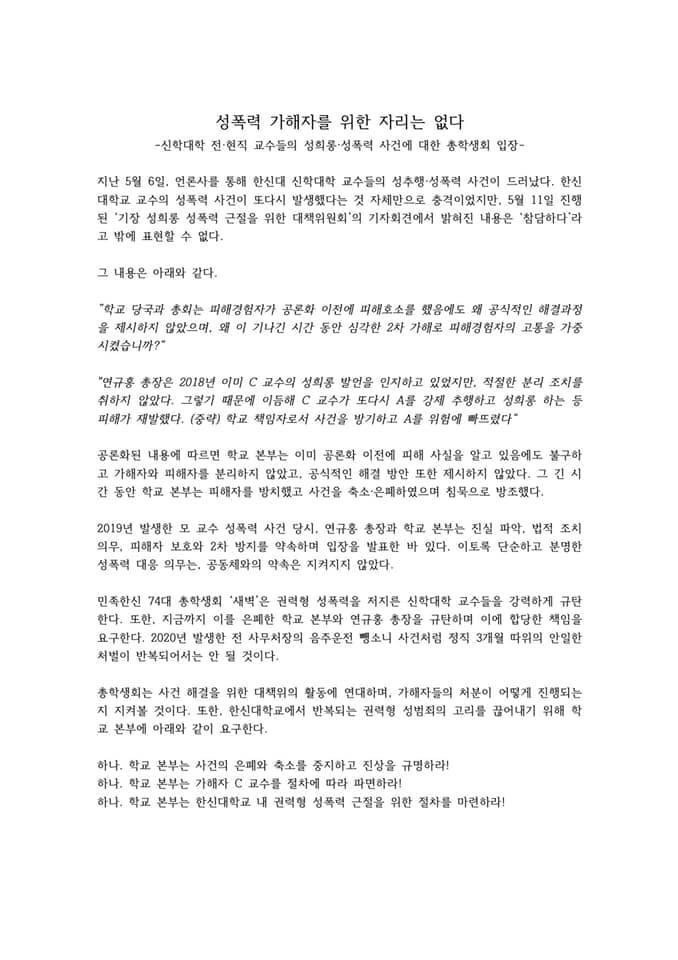 성폭력 가해자를 위한 자리는 없다
-신학대학 전·현직 교수들의 성희롱·성폭력 사건에 대한 총학생회 입장-
지난 5월 6일, 언론사를 통해 한신대 신학대학 교수들의 성추행·성폭력 사건이 드러났다. 한신
대학교 교수의 성폭력 사건이 또다시 발생했다는 것 자체만으로 충격이었지만, 5월 11일 진행
된 '기장 성희롱 성폭력 근절을 위한 대책위원회'의 기자회견에서 밝혀진 내용은 '참담하다'라
고 밖에 표현할 수 없다.
그 내용은 아래와 같다.
"학교 당국과 총회는 피해경험자가 공론화 이전에 피해호소를 했음에도 왜 공식적인 해결과정
을 제시하지 않았으며, 왜 이 기나긴 시간 동안 심각한 2차 가해로 피해경험자의 고통을 가중
시켰습니까?"
"연규홍 총장은 2018년 이미 C 교수의 성희롱 발언을 인지하고 있었지만, 적절한 분리 조치를
취하지 않았다. 그렇기 때문에 이듬해 C 교수가 또다시 A를 강제 추행하고 성희롱 하는 등
피해가 재발했다. (중략) 학교 책임자로서 사건을 방기하고 A를 위험에 빠뜨렸다"
공론화된 내용에 따르면 학교 본부는 이미 공론화 이전에 피해 사실을 알고 있음에도 불구하
고 가해자와 피해자를 분리하지 않았고, 공식적인 해결 방안 또한 제시하지 않았다. 그 긴 시
간 동안 학교 본부는 피해자를 방치했고 사건을 축소·은폐하였으며 침묵으로 방조했다.
2019년 발생한 모 교수 성폭력 사건 당시, 연규홍 총장과 학교 본부는 진실 파악, 법적 조치
의무, 피해자 보호와 2차 방지를 약속하며 입장을 발표한 바 있다. 이토록 단순하고 분명한
성폭력 대응 의무는, 공동체와의 약속은 지켜지지 않았다.
민족한신 74대 총학생회 '새벽'은 권력형 성폭력을 저지른 신학대학 교수들을 강력하게 규탄
한다. 또한, 지금까지 이를 은폐한 학교 본부와 연규홍 총장을 규탄하며 이에 합당한 책임을
요구한다. 2020년 발생한 전 사무처장의 음주운전 뺑소니 사건처럼 정직 3개월 따위의 안일한
처벌이 반복되어서는 안 될 것이다.
총학생회는 사건 해결을 위한 대책위의 활동에 연대하며, 가해자들의 처분이 어떻게 진행되는
지 지켜볼 것이다. 또한, 한신대학교에서 반복되는 권력형 성범죄의 고리를 끊어내기 위해 학
교 본부에 아래와 같이 요구한다.
하나. 학교 본부는 사건의 은폐와 축소를 중지하고 진상을 규명하라!
하나. 학교 본부는 가해자 C 교수를 절차에 따라 파면하라!
하나. 학교 본부는 한신대학교 내 권력형 성폭력 근절을 위한 절차를 마련하라!